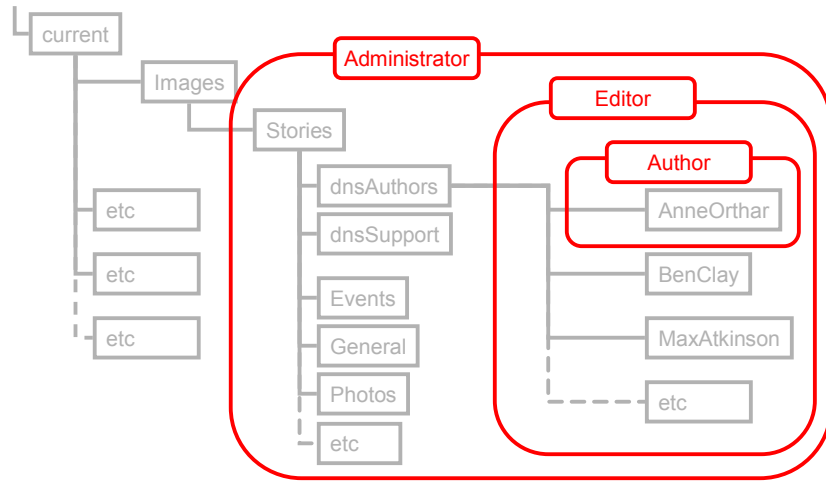 current
Administrator
Images
Editor
Stories
Author
dnsAuthors
AnneOrthar
etc
dnsSupport
etc
BenClay
Events
etc
General
MaxAtkinson
Photos
etc
etc